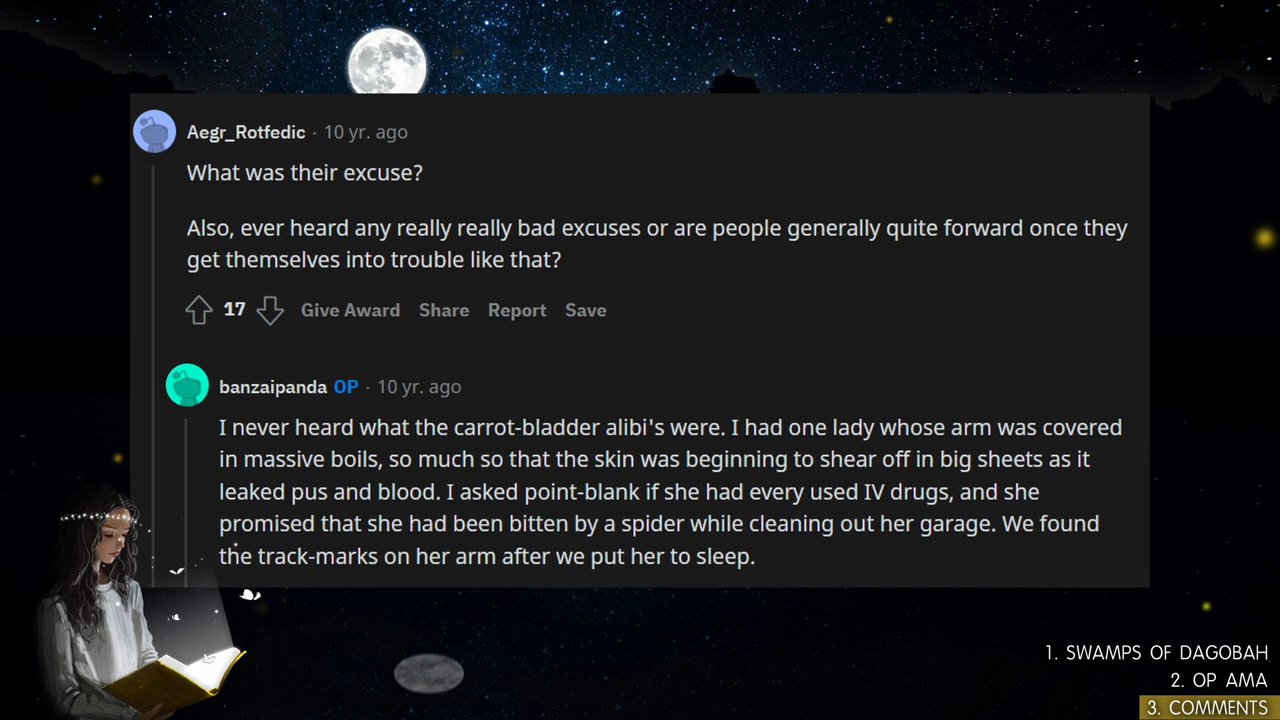 Aegr_Rotfedic · 10 yr. ago
What was their excuse?
Also, ever heard any really really bad excuses or are people generally quite forward once they
get themselves into trouble like that?
17 Give Award Share Report Save
banzaipanda OP · 10 yr. ago
I never heard what the carrot-bladder alibi's were. I had one lady whose arm was covered
in massive boils, so much so that the skin was beginning to shear off in big sheets as it
leaked pus and blood. I asked point-blank if she had every used IV drugs, and she
promised that she had been bitten by a spider while cleaning out her garage. We found
the track-marks on her arm after we put her to sleep.
1. SWAMPS OF DAGOBAH
2. OP AMA
3. COMMENTS